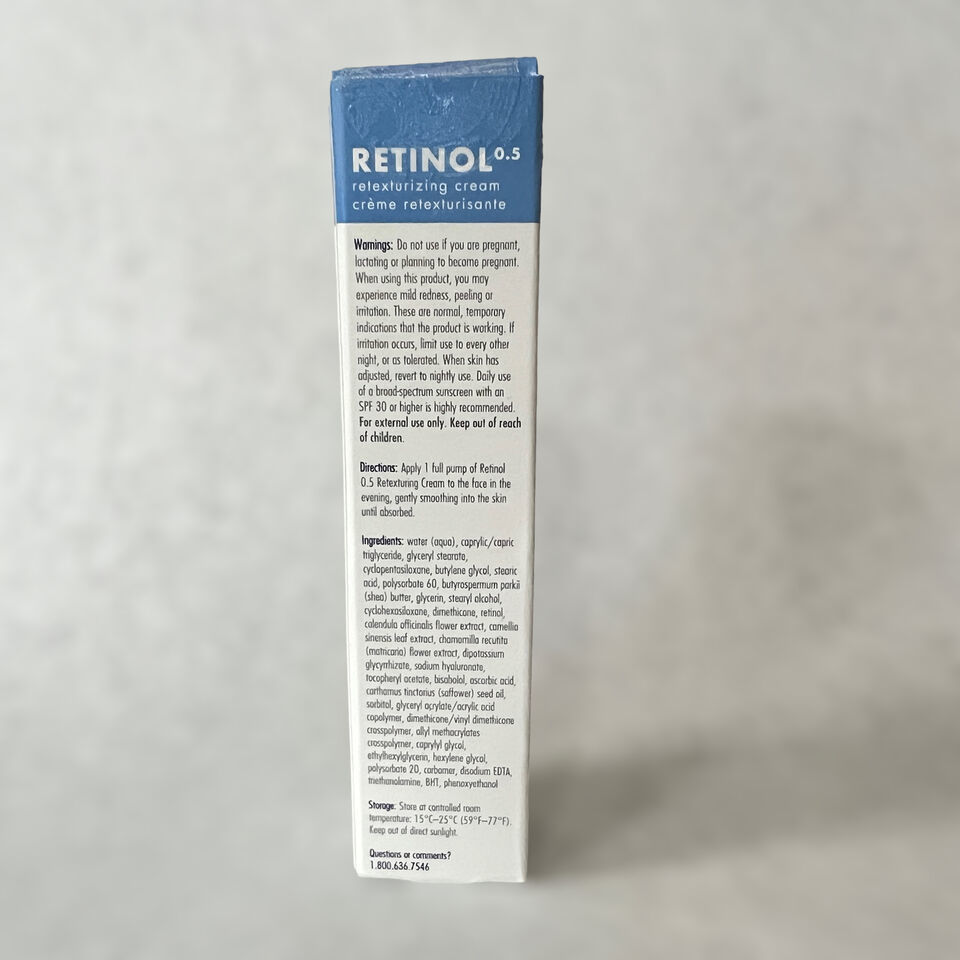 RETINOL 0.5
retexturizing cream
crème retexturisante
Warnings: Do not use if you are pregnant,
lactating or planning to become pregnant.
When using this product, you may
experience mild redness, peeling or
irritation. These are normal, temporary
indications that the product is working. If
irritation occurs, limit use to every other
night, or as tolerated. When skin has
adjusted, revert to nightly use. Daily use
of a broad-spectrum sunscreen with an
SPF 30 or higher is highly recommended.
For external use only. Keep out of reach
of children.
Directions: Apply 1 full pump of Retinol
0.5 Retexturing Cream to the face in the
evening, gently smoothing into the skin
until absorbed.
Ingredients: water (aqua), caprylic/capric
triglyceride, glyceryl stearate,
cyclopentasiloxane, butylene glycol, stearic
acid, polysorbate 60, butyrospermum parkii
(shea) butter, glycerin, stearyl alcohol,
cyclohexasiloxane, dimethicone, retinol,
calendula officinalis flower extract, camellia
sinensis leaf extract, chamomilla recutita
(matricaria) flower extract, dipotassium
glycyrrhizate, sodium hyaluronate,
tocopheryl acetate, bisabolol, ascorbic acid,
carthamus tinctorius (safflower) seed oil,
sorbitol, glyceryl acrylate/acrylic acid
copolymer, dimethicone/vinyl dimethicone
crosspolymer, allyl methacrylates
crosspolymer, caprylyl glycol,
ethylhexylglycerin, hexylene glycol,
polysorbate 20, carbomer, disodium EDTA,
triethanolamine, BHT, phenoxyethanol
Storage: Store at controlled room
temperature: 15°C–25°C (59°F–77°F).
Keep out of direct sunlight.
Questions or comments?
1.800.636.7546